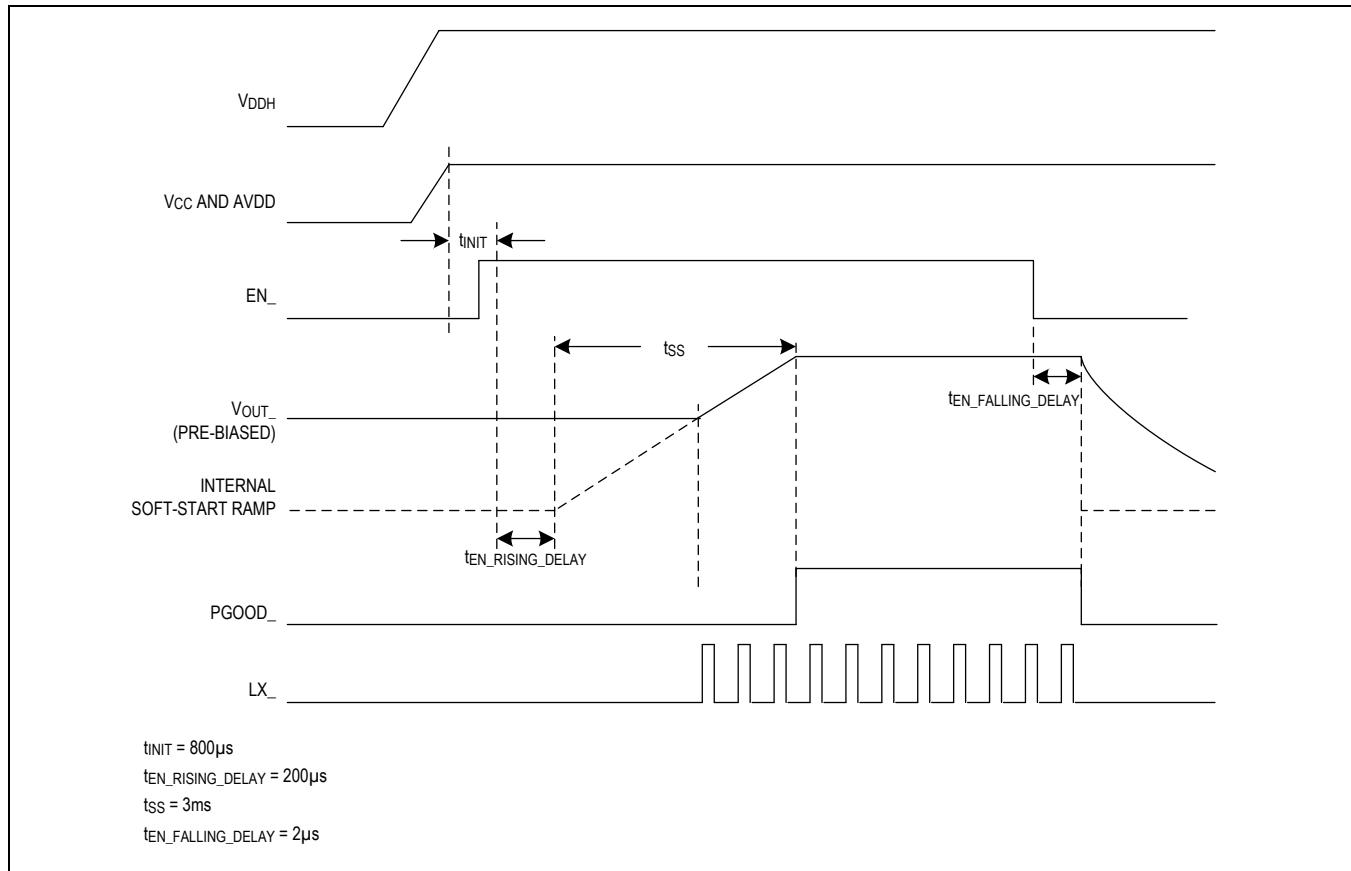 VDDH
VCC AND AVDD
tINIT
EN_
tSS
tEN_FALLING_DELAY
VOUT_
(PRE-BIASED)
INTERNAL
SOFT-START RAMP
tEN_RISING_DELAY
PGOOD_
LX_
tINIT = 800µs
tEN_RISING_DELAY = 200µs
tSS = 3ms
tEN_FALLING_DELAY = 2µs